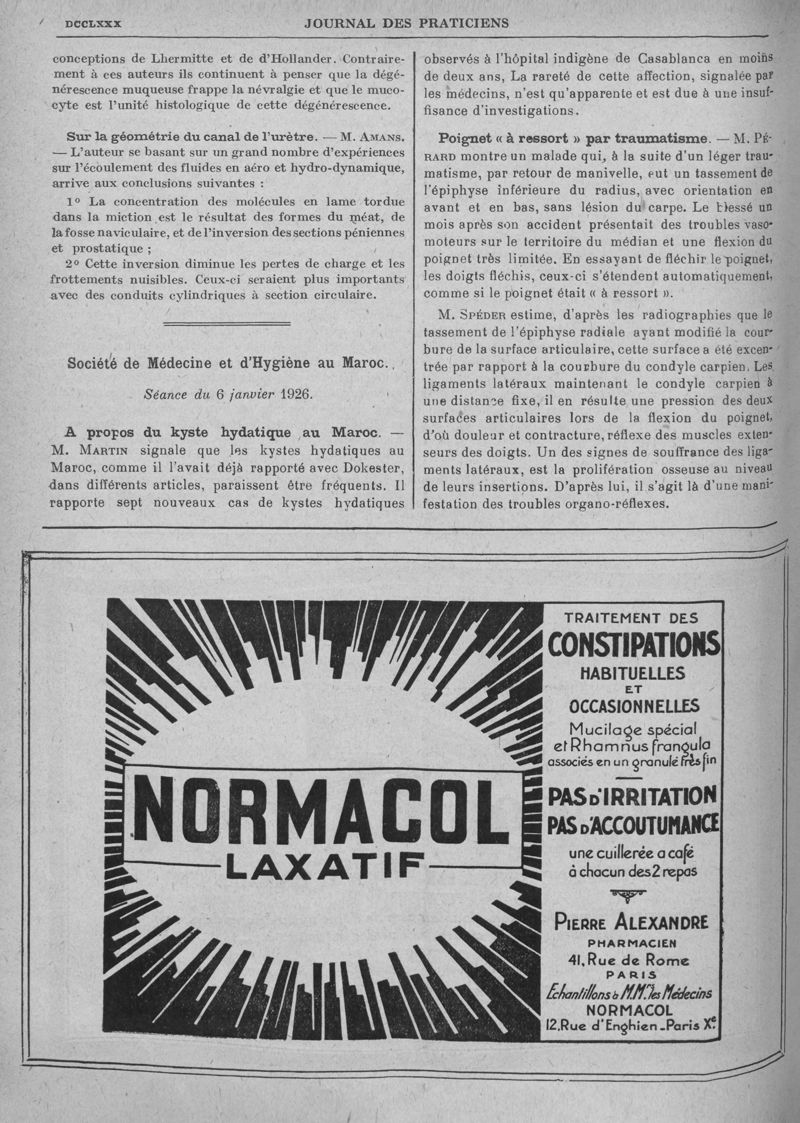 DCCLXXX
JOURNAL DES PRATICIENS
conceptions de Lhermitte et de d'Hollander. Contraire-
ment à ces auteurs ils continuent à penser que la dégé-
nérescence muqueuse frappe la névralgie et que le muco-
cyte est l'unité histologique de cette dégénérescence.
Sur la géométrie du canal de l'urètre. — M. AMANS.
— L'auteur se basant sur un grand nombre d'expériences
sur l'écoulement des fluides en aéro et hydro-dynamique,
arrive aux conclusions suivantes :
1º La concentration des molécules en lame tordue
dans la miction est le résultat des formes du méat, de
la fosse naviculaire, et de l'inversion des sections péniennes
et prostatique ;
2º Cette inversion diminue les pertes de charge et les
frottements nuisibles. Ceux-ci seraient plus importants
avec des conduits cylindriques à section circulaire.
Société de Médecine et d'Hygiène au Maroc.
Séance du 6 janvier 1926.
A propos du kyste hydatique au Maroc. —
M. MARTIN signale que les kystes hydatiques au
Maroc, comme il l'avait déjà rapporté avec Dokester,
dans différents articles, paraissent être fréquents. Il
rapporte sept nouveaux cas de kystes hydatiques
observés à l'hôpital indigène de Casablanca en moins
de deux ans, La rareté de cette affection, signalée par
les médecins, n'est qu'apparente et est due à une insuf-
fisance d'investigations.
Poignet « à ressort » par traumatisme. — M. PÉ-
RARD montre un malade qui, à la suite d'un léger trau-
matisme, par retour de manivelle, eut un tassement de
l'épiphyse inférieure du radius, avec orientation en
avant et en bas, sans lésion du carpe. Le blessé un
mois après son accident présentait des troubles vaso-
moteurs sur le territoire du médian et une flexion du
poignet très limitée. En essayant de fléchir le poignet,
les doigts fléchis, ceux-ci s'étendent automatiquement,
comme si le poignet était « à ressort ».
M. SPÉDER estime, d'après les radiographies que le
tassement de l'épiphyse radiale ayant modifié la cour-
bure de la surface articulaire, cette surface a été excen-
trée par rapport à la courbure du condyle carpien. Les
ligaments latéraux maintenant le condyle carpien à
une distance fixe, il en résulte une pression des deux
surfaces articulaires lors de la flexion du poignet,
d'où douleur et contracture, réflexe des muscles exten-
seurs des doigts. Un des signes de souffrance des liga-
ments latéraux, est la prolifération osseuse au niveau
de leurs insertions. D'après lui, il s'agit là d'une mani-
festation des troubles organo-réflexes.
NORMACOL
LAXATIF
TRAITEMENT DES
CONSTIPATIONS
HABITUELLES
ET
OCCASIONNELLES
Mucilage spécial
et Rhamnus frangula
associés en un granulé très fin
PAS D'IRRITATION
PAS D'ACCOUTUMANCE
une cuillerée a café
à chacun des 2 repas
PIERRE ALEXANDRE
PHARMACIEN
41, Rue de Rome
PARIS
Echantillons à M.M. les Médecins
NORMACOL
12, Rue d'Enghien - Paris Xe